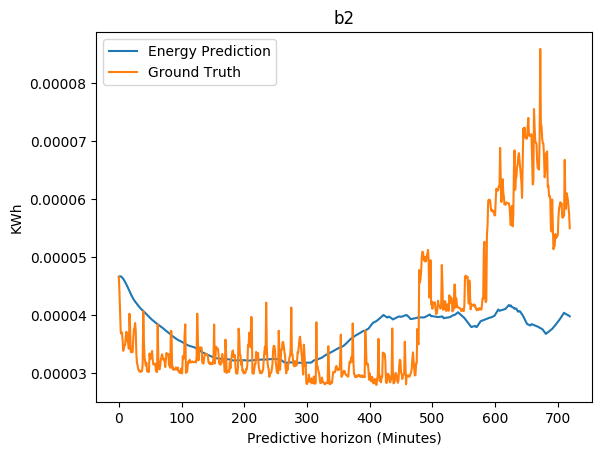 b2
Energy Prediction
Ground Truth
KWh
0.00008
0.00007
0.00006
0.00005
0.00004
0.00003
0 100 200 300 400 500 600 700
Predictive horizon (Minutes)